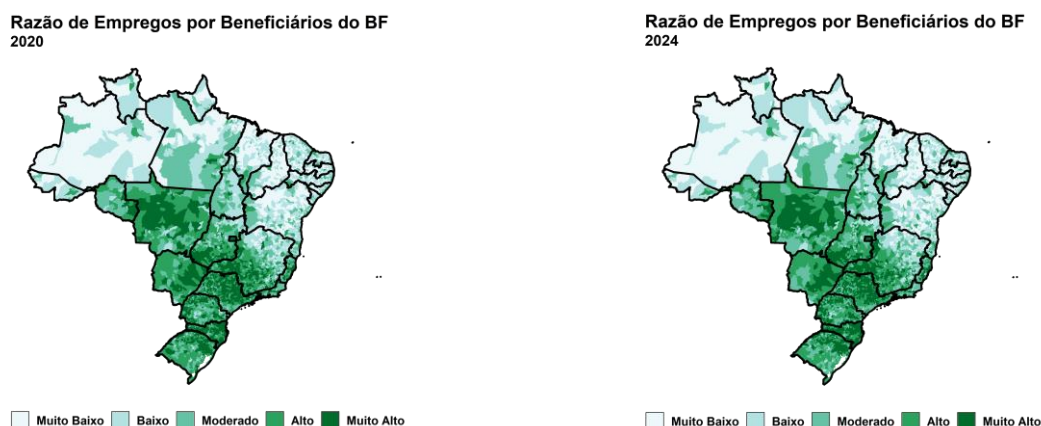 Razão de Empregos por Beneficiários do BF
2020
Muito Baixo Baixo Moderado Alto Muito Alto
Razão de Empregos por Beneficiários do BF
2024
Muito Baixo Baixo Moderado Alto Muito Alto